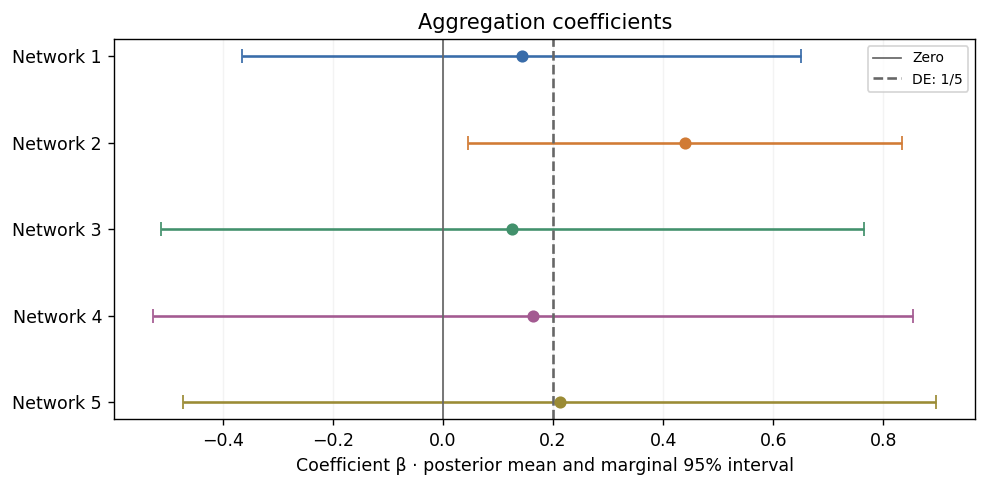 Aggregation coefficients
Network 1
Network 2
Network 3
Network 4
Network 5
Zero
DE: 1/5
−0.4
−0.2
0.0
0.2
0.4
0.6
0.8
Coefficient β · posterior mean and marginal 95% interval